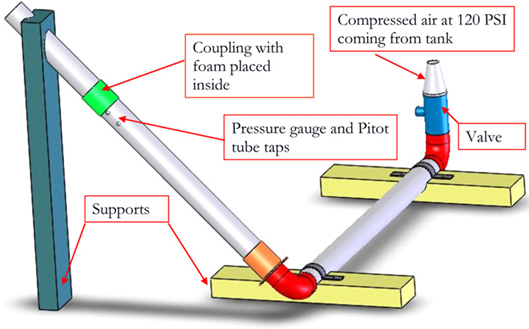 Compressed air at 120 PSI
coming from tank
Coupling with
foam placed
inside
Pressure gauge and Pitot
tube taps
Valve
Supports